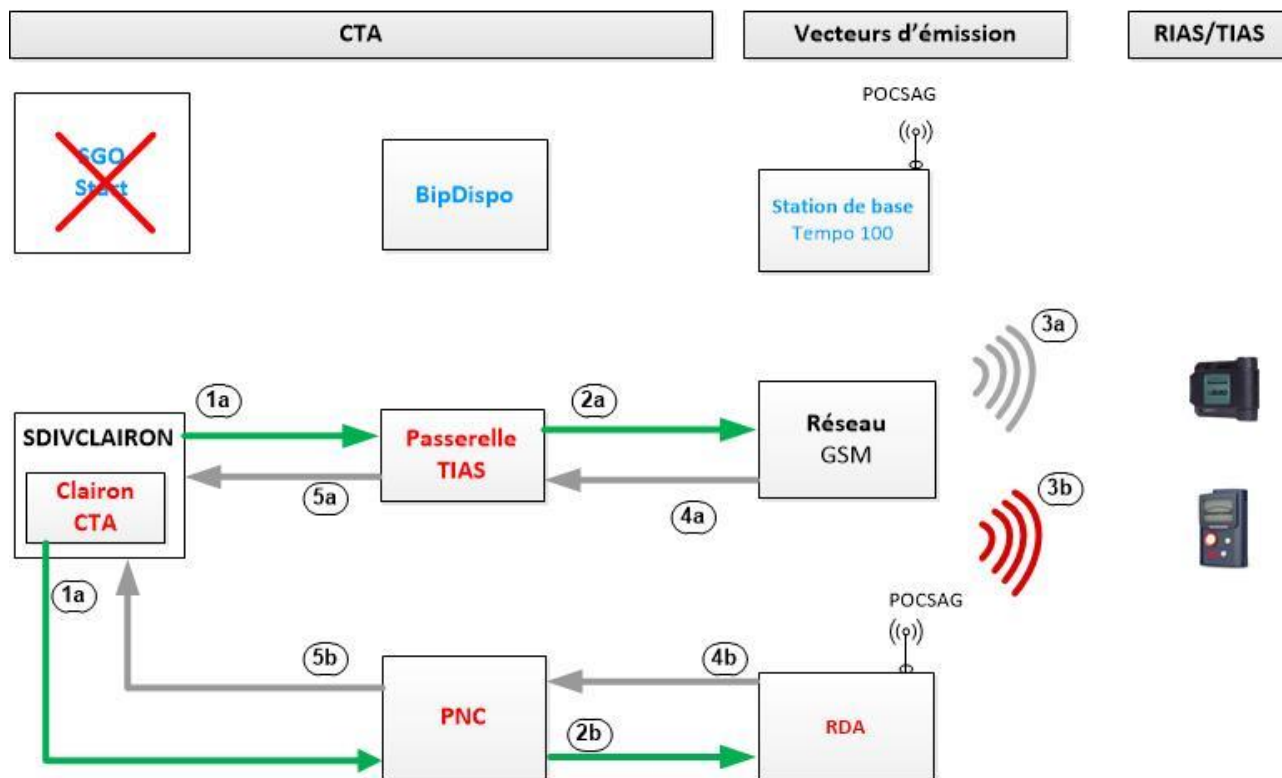 CTA
Vecteurs d'émission
RIAS/TIAS
POCSAG
SGO
Start
BipDispo
Station de base
Tempo 100
3a
1a
2a
SDIVCLAIRON
Passerelle
TIAS
Réseau
GSM
Clairon
CTA
5a
4a
3b
1a
POCSAG
5b
4b
PNC
RDA
2b